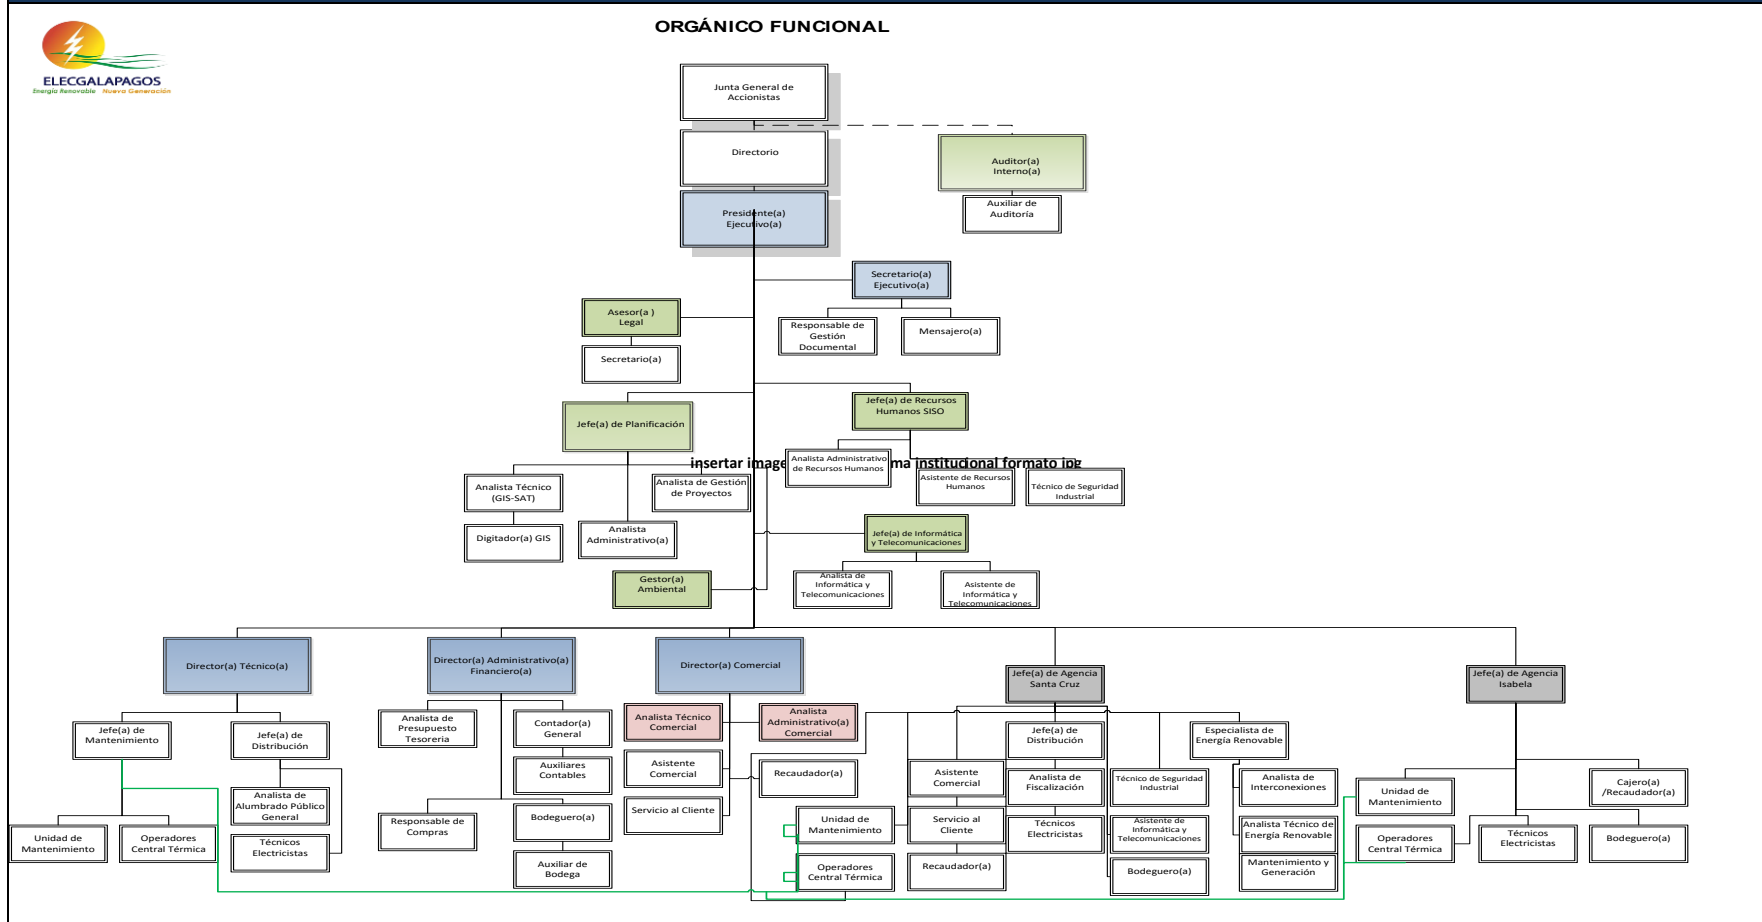 ORGÁNICO FUNCIONAL
ELECGALAPAGOS
Energía Renovable Nueva Generación
Junta General de
Accionistas
Directorio
Auditor(a)
Interno(a)
Auxiliar de
Auditoría
Presidente(a)
Ejecutivo(a)
Secretario(a)
Ejecutivo(a)
Responsable de
Gestión
Documental
Mensajero(a)
Asesor(a )
Legal
Secretario(a)
Jefe(a) de Planificación
Jefe(a) de Recursos
Humanos SISO
insertar image
ma institucional formato jpg
Analista Administrativo
de Recursos Humanos
Asistente de Recursos
Humanos
Técnico de Seguridad
Industrial
Analista Técnico
(GIS-SAT)
Analista de Gestión
de Proyectos
Digitador(a) GIS
Analista
Administrativo(a)
Jefe(a) de Informática
y Telecomunicaciones
Gestor(a)
Ambiental
Analista de
Informática y
Telecomunicaciones
Asistente de
Informática y
Telecomunicaciones
Director(a) Técnico(a)
Director(a) Administrativo(a)
Financiero(a)
Director(a) Comercial
Jefe(a) de Agencia
Santa Cruz
Jefe(a) de Agencia
Isabela
Jefe(a) de
Mantenimiento
Jefe(a) de
Distribución
Analista de
Alumbrado Público
General
Unidad de
Mantenimiento
Operadores
Central Térmica
Técnicos
Electricistas
Analista de
Presupuesto
Tesoreria
Contador(a)
General
Auxiliares
Contables
Responsable de
Compras
Bodeguero(a)
Auxiliar de
Bodega
Analista Técnico
Comercial
Analista
Administrativo(a)
Comercial
Asistente
Comercial
Recaudador(a)
Servicio al Cliente
Unidad de
Mantenimiento
Operadores
Central Térmica
Asistente
Comercial
Servicio al
Cliente
Recaudador(a)
Jefe(a) de
Distribución
Analista de
Fiscalización
Técnicos
Electricistas
Técnico de Seguridad
Industrial
Asistente de
Informática y
Telecomunicaciones
Bodeguero(a)
Especialista de
Energía Renovable
Analista de
Interconexiones
Analista Técnico de
Energía Renovable
Mantenimiento y
Generación
Unidad de
Mantenimiento
Operadores
Central Térmica
Técnicos
Electricistas
Cajero(a)
/Recaudador(a)
Bodeguero(a)